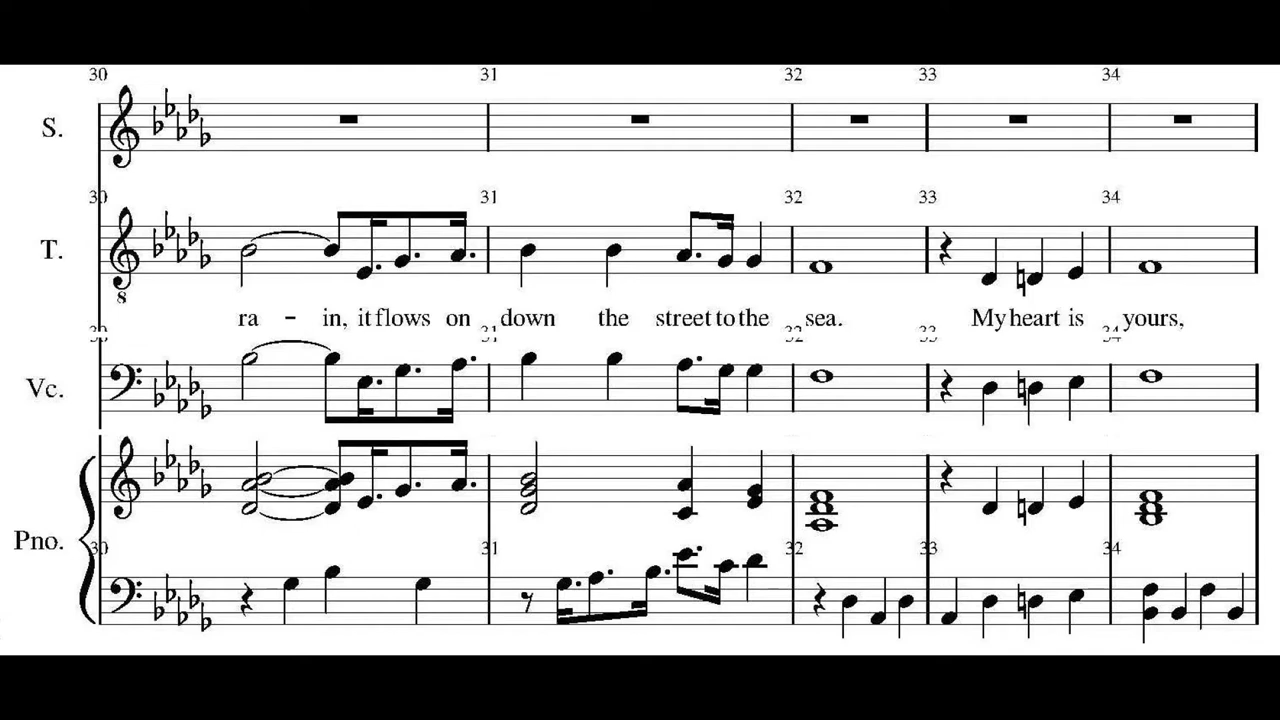 30 31 32 33 34
S.
30 31 32 33 34
T.
8
ra - in, it flows on down the street to the sea. My heart is yours,
30 31 32 33 34
Vc.
Pno.
30 31 32 33 34